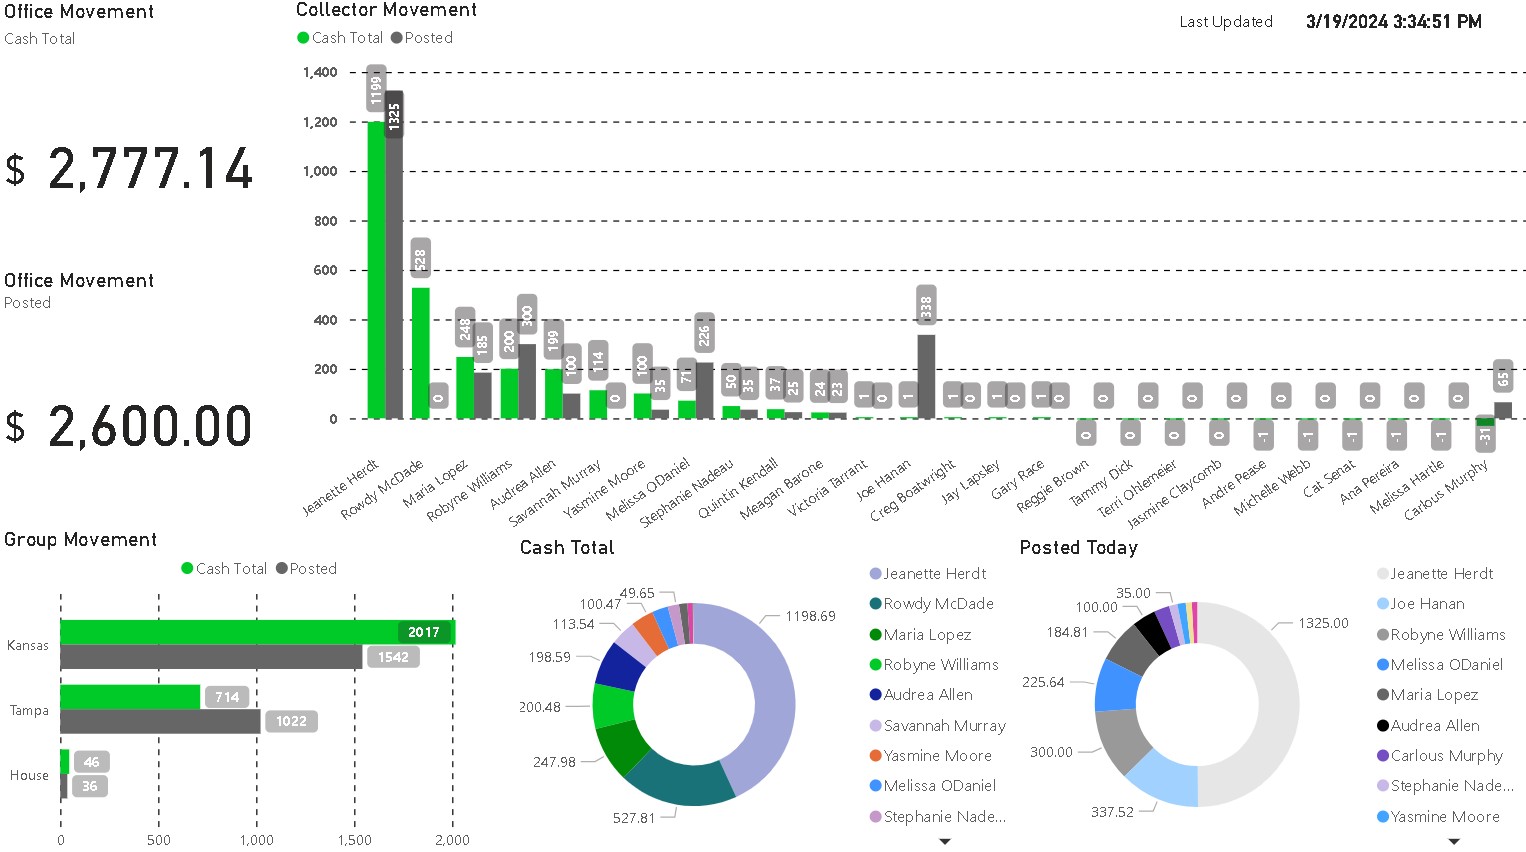 Office Movement
Cash Total
$ 2,777.14
Office Movement
Posted
$ 2,600.00
Collector Movement
Cash Total Posted
Last Updated 3/19/2024 3:34:51 PM
1,400
1,200
1,000
800
600
400
200
0
1199 1325 528 0 248 185 200 300 199 100 114 0 100 35 71 226 50 35 37 25 24 23 1 0 1 338 1 0 1 0 1 0 0 0 0 0 0 0 0 0 -1 0 -1 0 -1 0 -1 0 -1 0 -31 65
Jeanette Herdt
Rowdy McDade
Maria Lopez
Robyne Williams
Audrea Allen
Savannah Murray
Yasmine Moore
Melissa ODaniel
Stephanie Nadeau
Quintin Kendall
Meagan Barone
Victoria Tarrant
Joe Hanan
Creg Boatwright
Jay Lapsley
Gary Race
Reggie Brown
Tammy Dick
Terri Ohlemeier
Jasmine Claycomb
Andre Pease
Michelle Webb
Cat Senat
Ana Pereira
Melissa Hartle
Carlous Murphy
Group Movement
Cash Total Posted
Kansas 2017
1542
Tampa 714
1022
House 46
36
0 500 1,000 1,500 2,000
Cash Total
1198.69
527.81
247.98
200.48
198.59
113.54
100.47
49.65
Jeanette Herdt
Rowdy McDade
Maria Lopez
Robyne Williams
Audrea Allen
Savannah Murray
Yasmine Moore
Melissa ODaniel
Stephanie Nade...
Posted Today
1325.00
337.52
300.00
225.64
184.81
100.00
35.00
Jeanette Herdt
Joe Hanan
Robyne Williams
Melissa ODaniel
Maria Lopez
Audrea Allen
Carlous Murphy
Stephanie Nade...
Yasmine Moore